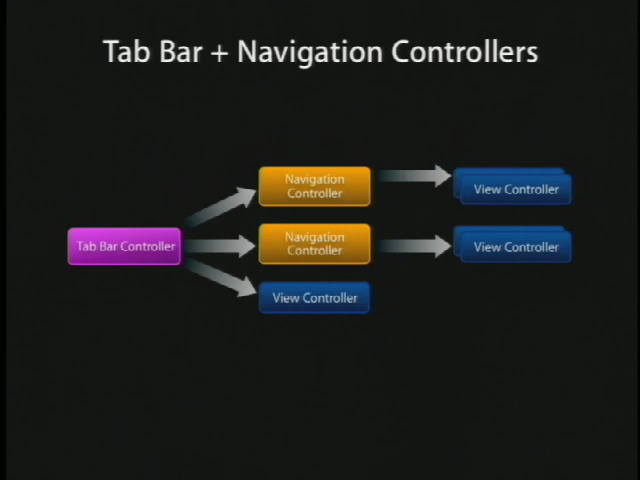 Tab Bar + Navigation Controllers
Navigation
Controller
View Controller
Tab Bar Controller
Navigation
Controller
View Controller
View Controller